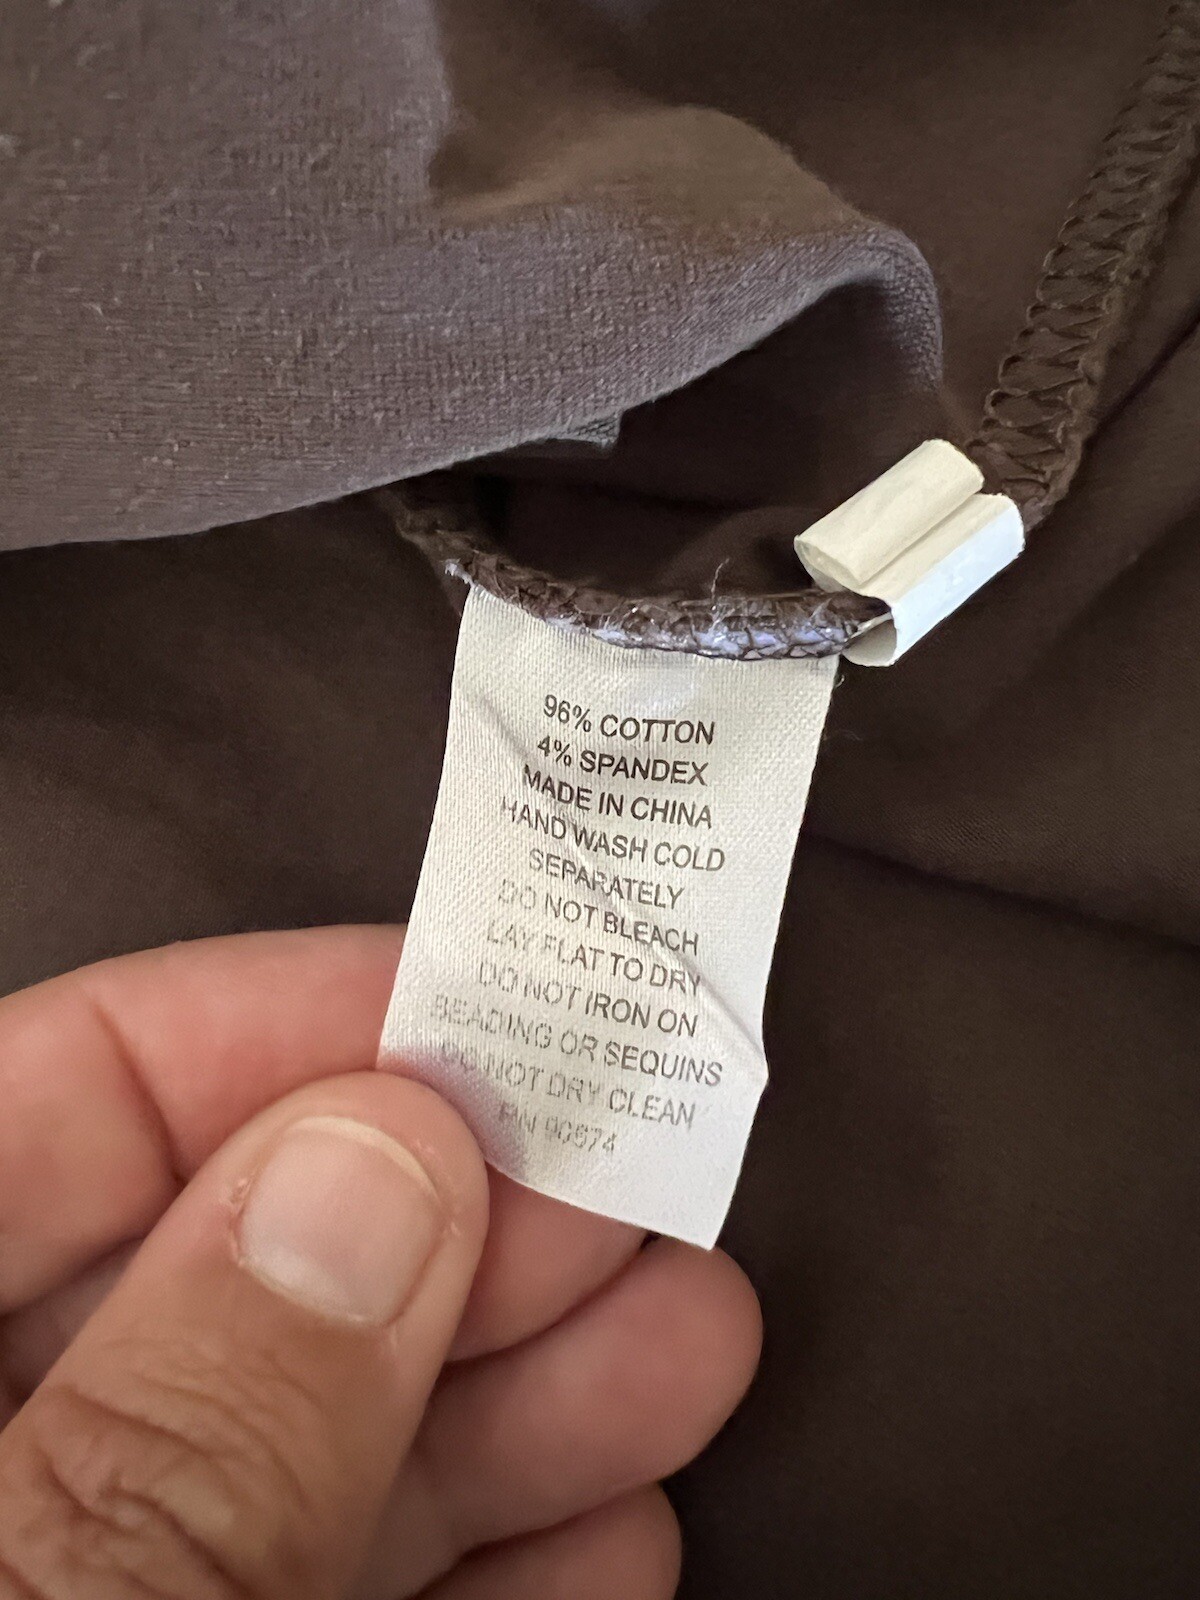 96% COTTON
4% SPANDEX
MADE IN CHINA
HAND WASH COLD
SEPARATELY
DO NOT BLEACH
LAY FLAT TO DRY
DO NOT IRON ON
BEADING OR SEQUINS
DO NOT DRY CLEAN
RN